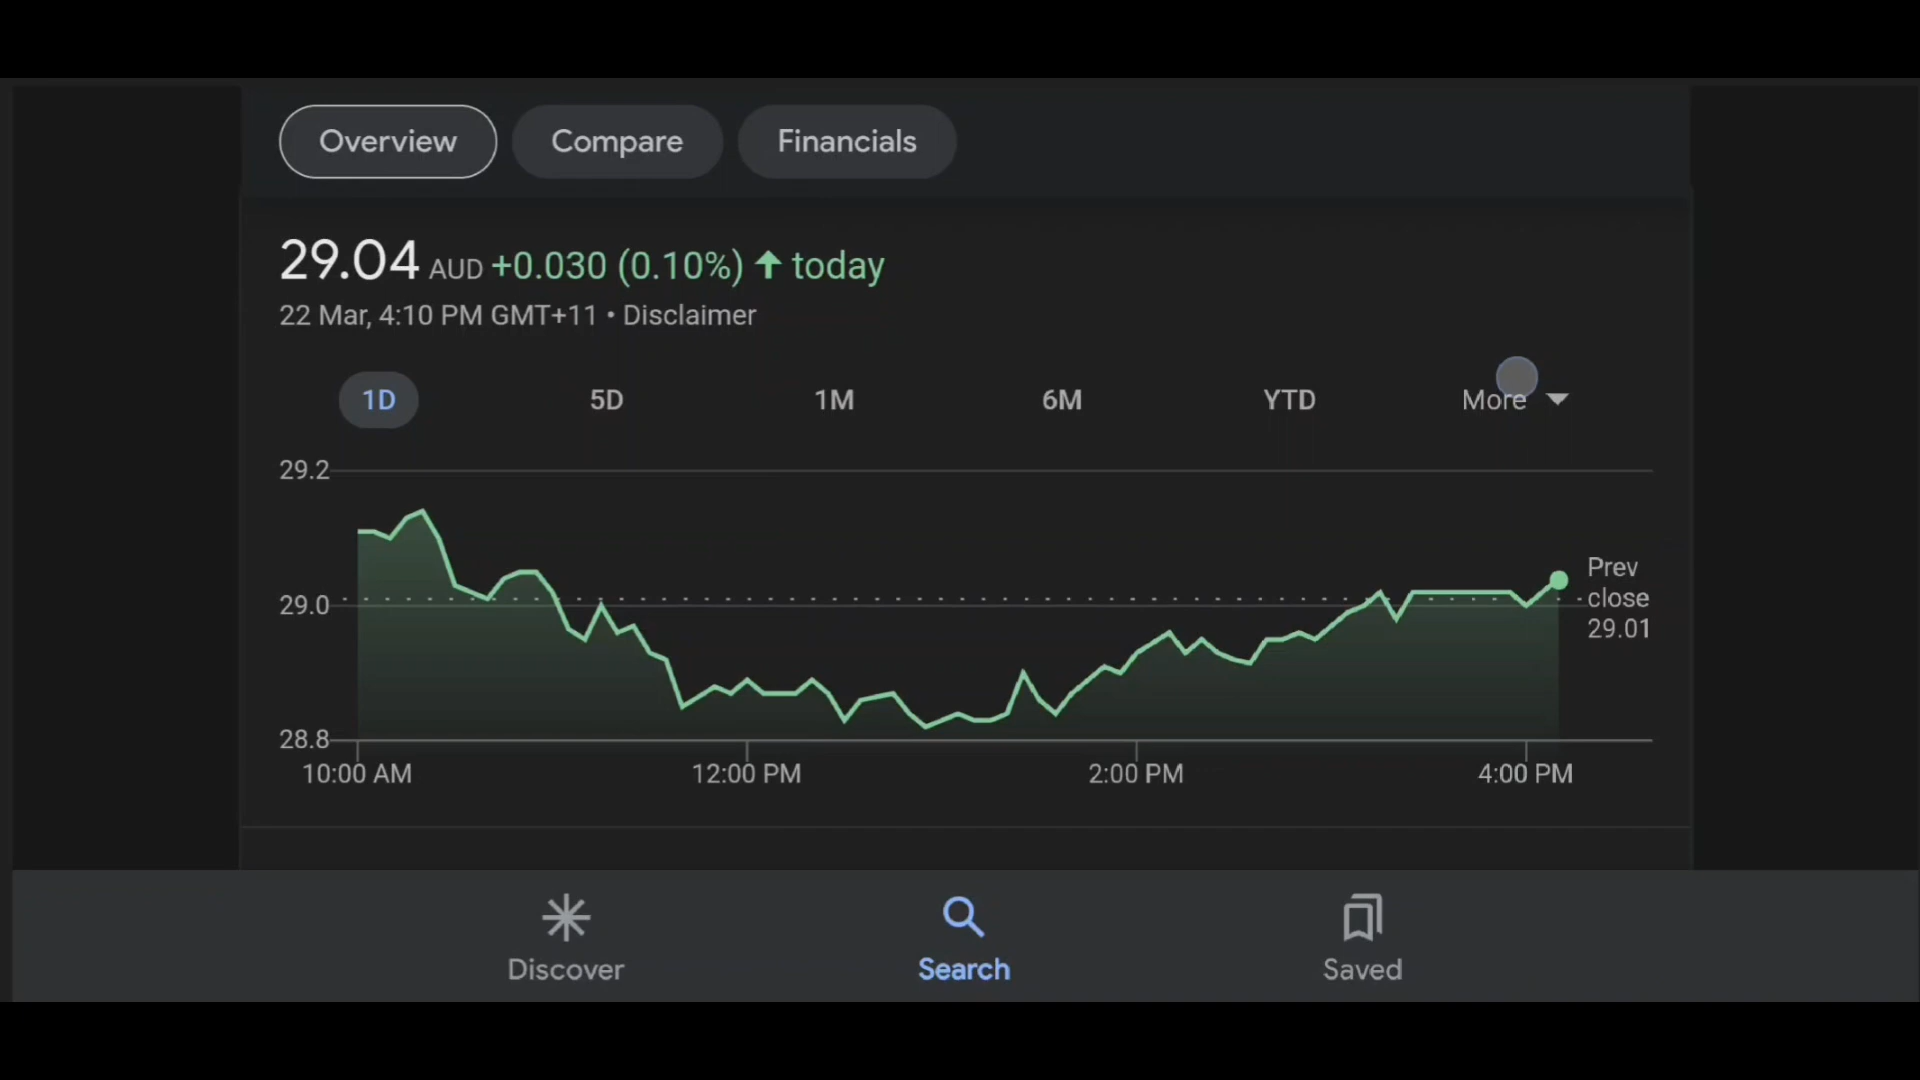 Overview Compare Financials
29.04 AUD +0.030 (0.10%) ↑ today
22 Mar, 4:10 PM GMT+11 • Disclaimer
1D 5D 1M 6M YTD More
29.2
29.0
28.8
Prev
close
29.01
10:00 AM 12:00 PM 2:00 PM 4:00 PM
Discover Search Saved